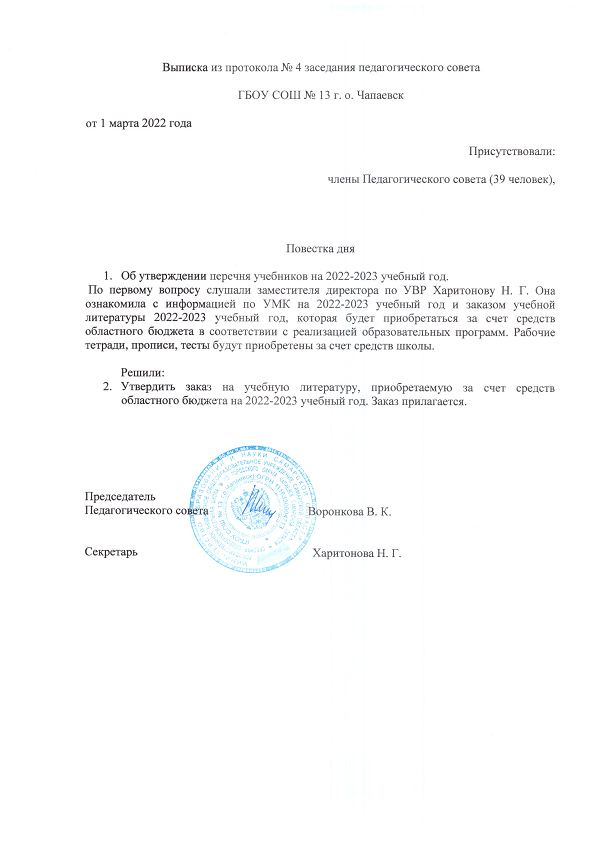 Выписка из протокола № 4 заседания педагогического совета
ГБОУ СОШ № 13 г. о. Чапаевск
от 1 марта 2022 года
Присутствовали:
члены Педагогического совета (39 человек),
Повестка дня
1. Об утверждении перечня учебников на 2022-2023 учебный год.
По первому вопросу слушали заместителя директора по УВР Харитонову Н. Г. Она
ознакомила с информацией по УМК на 2022-2023 учебный год и заказом учебной
литературы 2022-2023 учебный год, которая будет приобретаться за счет средств
областного бюджета в соответствии с реализацией образовательных программ. Рабочие
тетради, прописи, тесты будут приобретены за счет средств школы.
Решили:
2. Утвердить заказ на учебную литературу, приобретаемую за счет средств
областного бюджета на 2022-2023 учебный год. Заказ прилагается.
Председатель
Педагогического совета Воронкова В. К.
Секретарь Харитонова Н. Г.